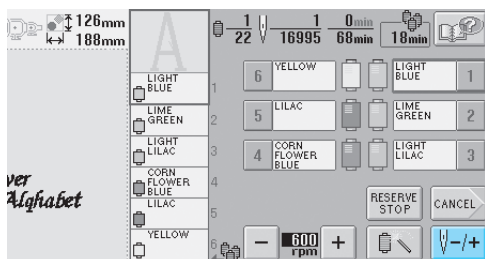 126mm
188mm
A
1
22
1
16995
0min
68min
18min
LIGHT
BLUE
1
LIME
GREEN
2
LIGHT
LILAC
3
CORN
FLOWER
BLUE
4
LILAC
5
YELLOW
6
ver
Alghabet
6
YELLOW
LIGHT
BLUE
1
5
LILAC
LIME
GREEN
2
4
CORN
FLOWER
BLUE
LIGHT
LILAC
3
RESERVE
STOP
CANCEL
−
600
rpm
+
−/+